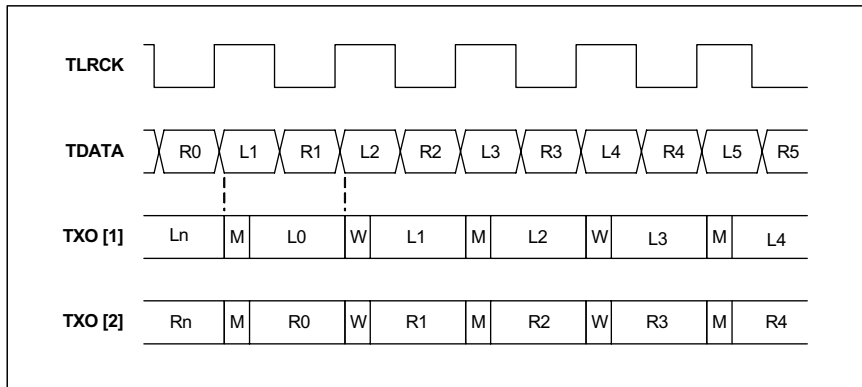 TLRCK
TDATA R0 L1 R1 L2 R2 L3 R3 L4 R4 L5 R5
TXO [1] Ln M L0 W L1 M L2 W L3 M L4
TXO [2] Rn M R0 W R1 M R2 W R3 M R4